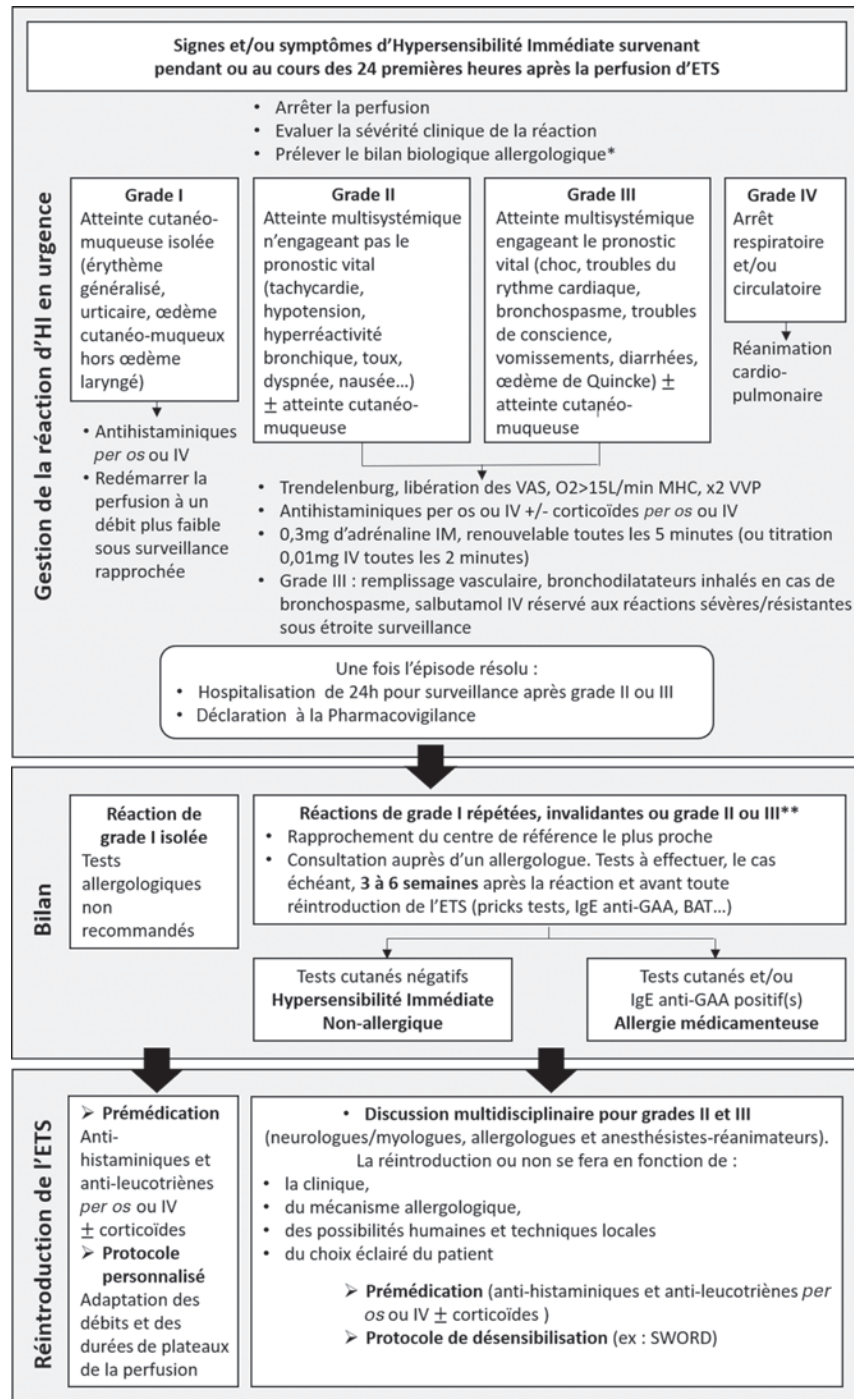 Signes et/ou symptômes d'Hypersensibilité Immédiate survenant
pendant ou au cours des 24 premières heures après la perfusion d'ETS
• Arrêter la perfusion
• Evaluer la sévérité clinique de la réaction
• Prélever le bilan biologique allergologique*
Gestion de la réaction d'HI en urgence
Grade I
Atteinte cutanéo-
muqueuse isolée
(érythème
généralisé,
urticaire, œdème
cutanéo-muqueux
hors œdème
laryngé)
• Antihistaminiques
per os ou IV
• Redémarrer la
perfusion à un
débit plus faible
sous surveillance
rapprochée
Grade II
Atteinte multisystémique
n'engageant pas le
pronostic vital
(tachycardie,
hypotension,
hyperréactivité
bronchique, toux,
dyspnée, nausée…)
± atteinte cutanéo-
muqueuse
Grade III
Atteinte multisystémique
engageant le pronostic
vital (choc, troubles du
rythme cardiaque,
bronchospasme, troubles
de conscience,
vomissements, diarrhées,
œdème de Quincke) ±
atteinte cutanéo-
muqueuse
Grade IV
Arrêt
respiratoire
et/ou
circulatoire
Réanimation
cardio-
pulmonaire
• Trendelenburg, libération des VAS, O2>15L/min MHC, x2 VVP
• Antihistaminiques per os ou IV +/- corticoïdes per os ou IV
• 0,3mg d'adrénaline IM, renouvelable toutes les 5 minutes (ou titration
0,01mg IV toutes les 2 minutes)
• Grade III : remplissage vasculaire, bronchodilatateurs inhalés en cas de
bronchospasme, salbutamol IV réservé aux réactions sévères/résistantes
sous étroite surveillance
Une fois l'épisode résolu :
• Hospitalisation de 24h pour surveillance après grade II ou III
• Déclaration à la Pharmacovigilance
Bilan
Réaction de
grade I isolée
Tests
allergologiques
non
recommandés
Réactions de grade I répétées, invalidantes ou grade II ou III**
• Rapprochement du centre de référence le plus proche
• Consultation auprès d'un allergologue. Tests à effectuer, le cas
échéant, 3 à 6 semaines après la réaction et avant toute
réintroduction de l'ETS (pricks tests, IgE anti-GAA, BAT…)
Tests cutanés négatifs
Hypersensibilité Immédiate
Non-allergique
Tests cutanés et/ou
IgE anti-GAA positif(s)
Allergie médicamenteuse
Réintroduction de l'ETS
➢ Prémédication
Anti-
histaminiques et
anti-leucotriènes
per os ou IV
± corticoïdes
➢ Protocole
personnalisé
Adaptation des
débits et des
durées de plateaux
de la perfusion
• Discussion multidisciplinaire pour grades II et III
(neurologues/myologues, allergologues et anesthésistes-réanimateurs).
La réintroduction ou non se fera en fonction de :
• la clinique,
• du mécanisme allergologique,
• des possibilités humaines et techniques locales
• du choix éclairé du patient
➢ Prémédication (anti-histaminiques et anti-leucotriènes per
os ou IV ± corticoïdes )
➢ Protocole de désensibilisation (ex : SWORD)